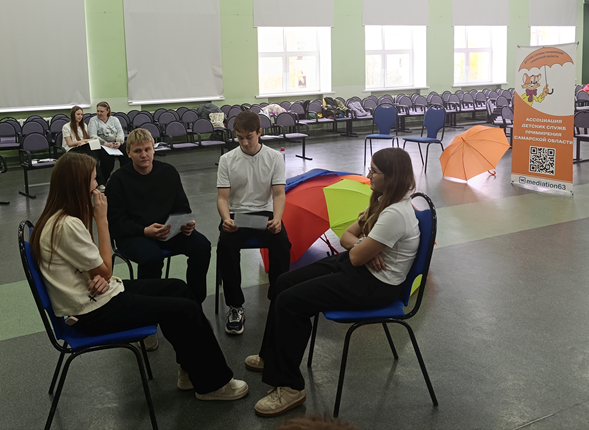 АССОЦИАЦИЯ
ДЕТСКИХ СЛУЖБ
ПРИМИРЕНИЯ
САМАРСКОЙ ОБЛАСТИ
mediation63